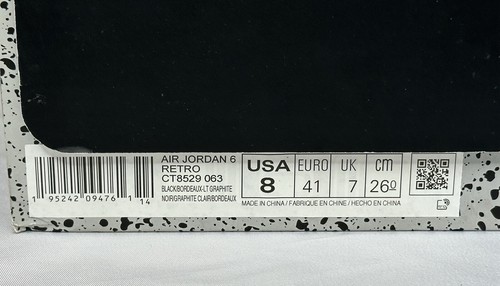 AIR JORDAN 6
RETRO
CT8529 063
BLACK/BORDEAUX-LT GRAPHITE
NOIR/GRAPHITE CLAIR/BORDEAUX
1 95242 09476 1 14
USA EURO UK cm
8 41 7 26.0
MADE IN CHINA / FABRIQUE EN CHINE / HECHO EN CHINA